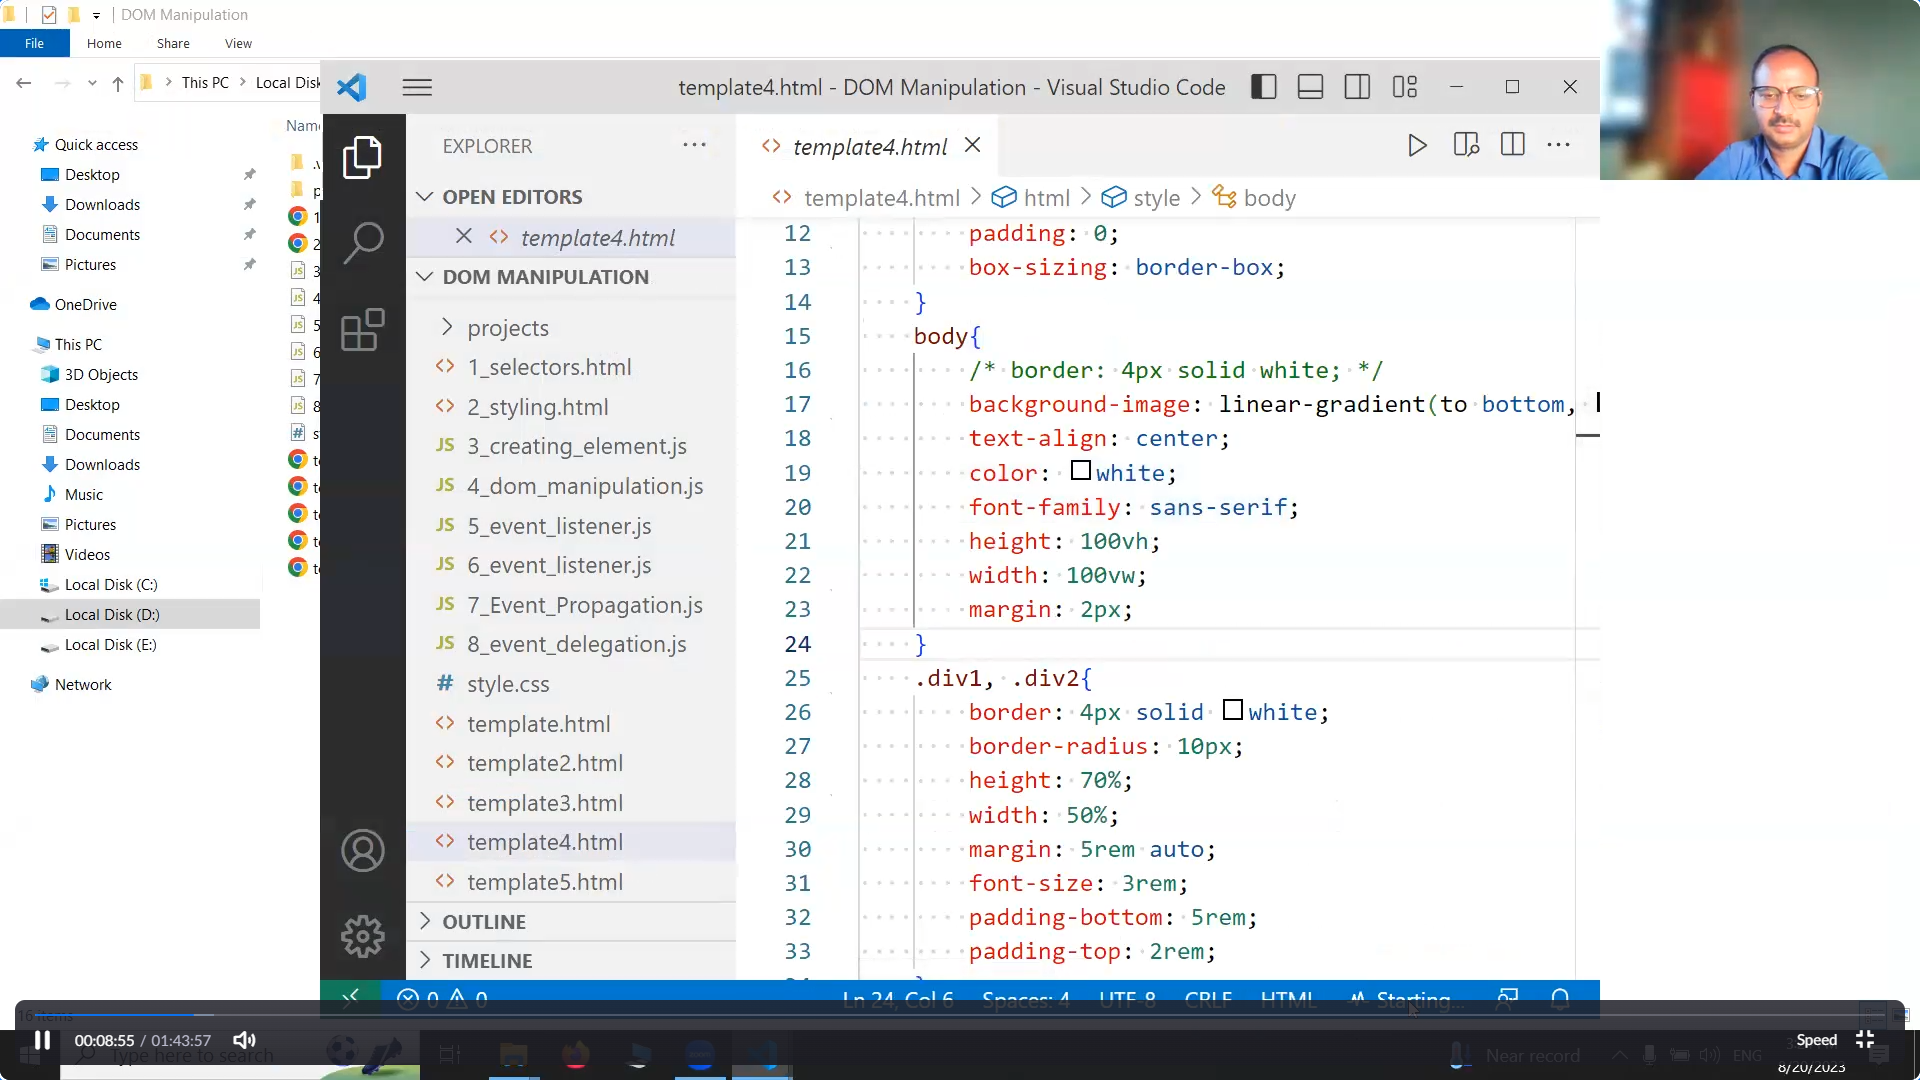 DOM Manipulation
File Home Share View
This PC Local Disk
Quick access
Desktop
Downloads
Documents
Pictures
OneDrive
This PC
3D Objects
Desktop
Documents
Downloads
Music
Pictures
Videos
Local Disk (C:)
Local Disk (D:)
Local Disk (E:)
Network
template4.html - DOM Manipulation - Visual Studio Code
EXPLORER
OPEN EDITORS
template4.html
DOM MANIPULATION
projects
1_selectors.html
2_styling.html
JS 3_creating_element.js
JS 4_dom_manipulation.js
JS 5_event_listener.js
JS 6_event_listener.js
JS 7_Event_Propagation.js
JS 8_event_delegation.js
# style.css
template.html
template2.html
template3.html
template4.html
template5.html
OUTLINE
TIMELINE
template4.html
template4.html > html > style > body
12 padding: 0;
13 box-sizing: border-box;
14 }
15 body{
16 /* border: 4px solid white; */
17 background-image: linear-gradient(to bottom,
18 text-align: center;
19 color: white;
20 font-family: sans-serif;
21 height: 100vh;
22 width: 100vw;
23 margin: 2px;
24 }
25 .div1, .div2{
26 border: 4px solid white;
27 border-radius: 10px;
28 height: 70%;
29 width: 50%;
30 margin: 5rem auto;
31 font-size: 3rem;
32 padding-bottom: 5rem;
33 padding-top: 2rem;
0 0 Ln 24, Col 6 Spaces: 4 UTF-8 CRLF HTML Starting...
16 items
00:08:55 / 01:43:57
Speed
Type here to search
Near record
ENG
8/20/2023